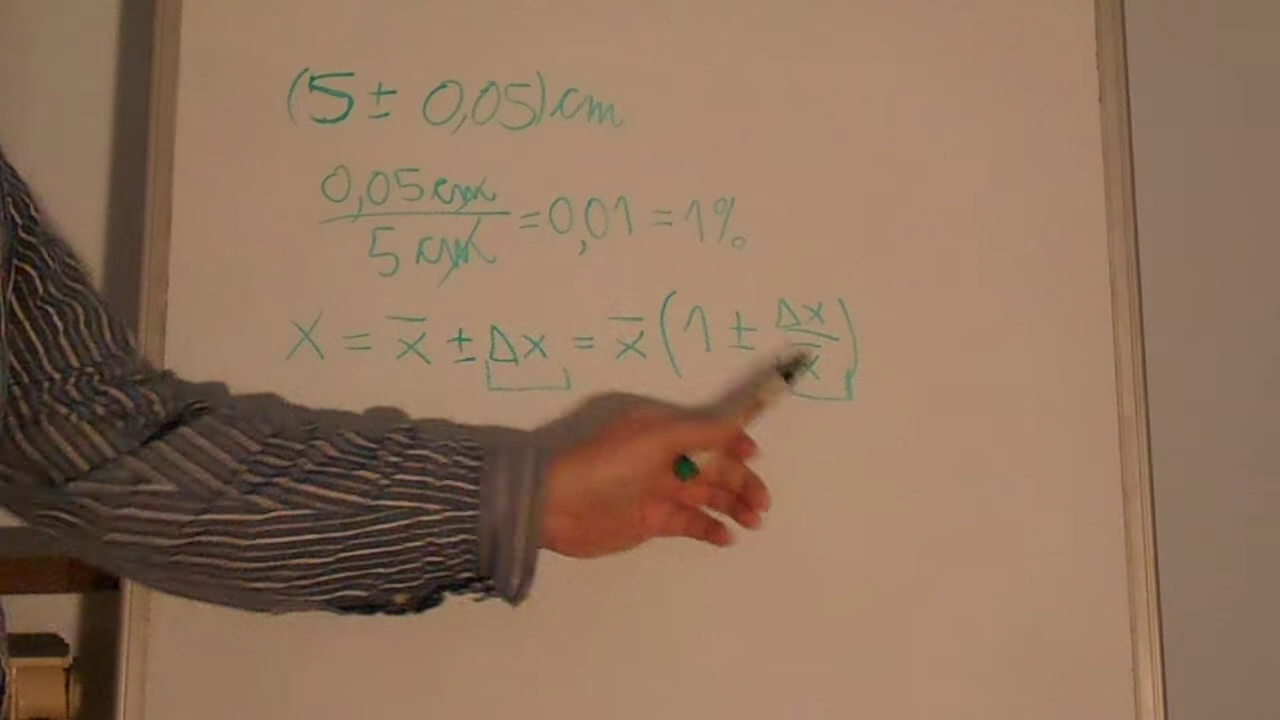 (5 ± 0,05) cm
0,05 cm / 5 cm = 0,01 = 1%
x = x̄ ± Δx = x̄ (1 ± Δx / x̄)